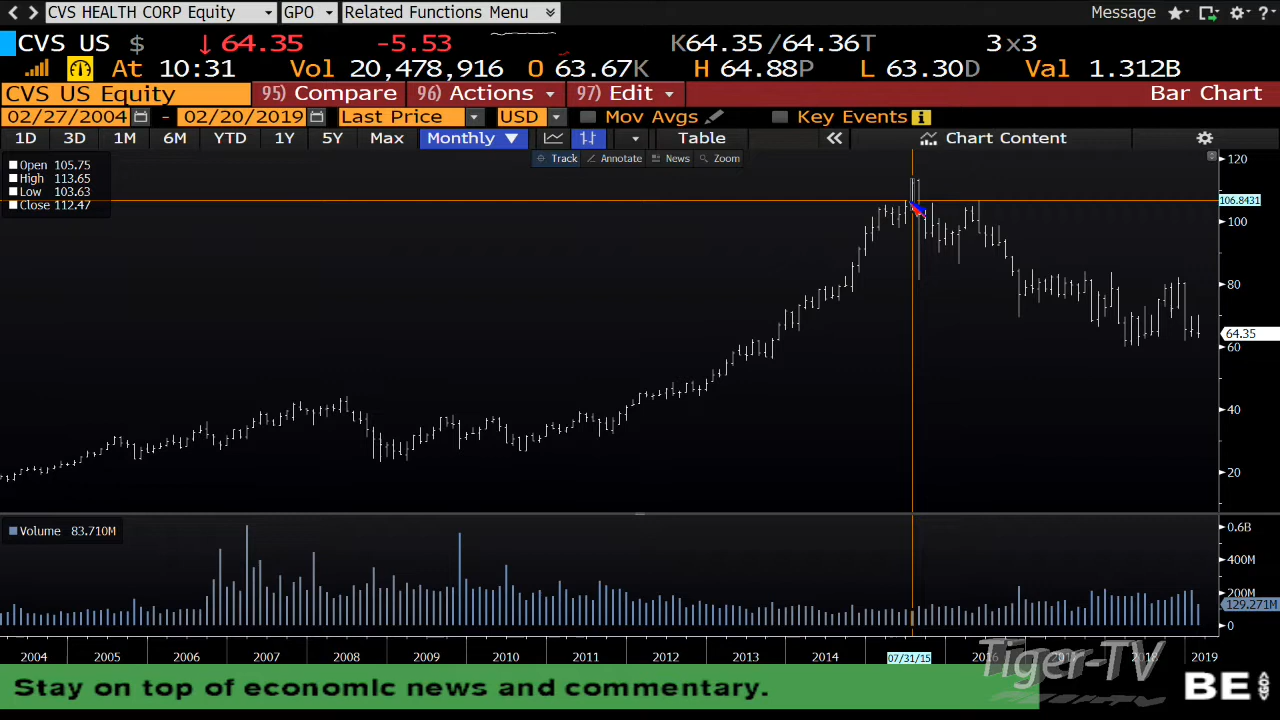 CVS HEALTH CORP Equity GPO Related Functions Menu Message ?
CVS US $ ↓ 64.35 -5.53 K64.35 / 64.36T 3x3
At 10:31 Vol 20,478,916 O 63.67K H 64.88P L 63.30D Val 1.312B
CVS US Equity 95) Compare 96) Actions 97) Edit Bar Chart
02/27/2004 - 02/20/2019 Last Price USD Mov Avgs Key Events i
1D 3D 1M 6M YTD 1Y 5Y Max Monthly ▼ Table « Chart Content
Track Annotate News Zoom
Open 105.75
High 113.65
Low 103.63
Close 112.47
120
106.8431
100
80
64.35
60
40
20
Volume 83.710M
0.6B
400M
200M
129.271M
0
2004 2005 2006 2007 2008 2009 2010 2011 2012 2013 2014 07/31/15 2016 2017 2018 2019
Tiger-TV
Stay on top of economic news and commentary.
BE